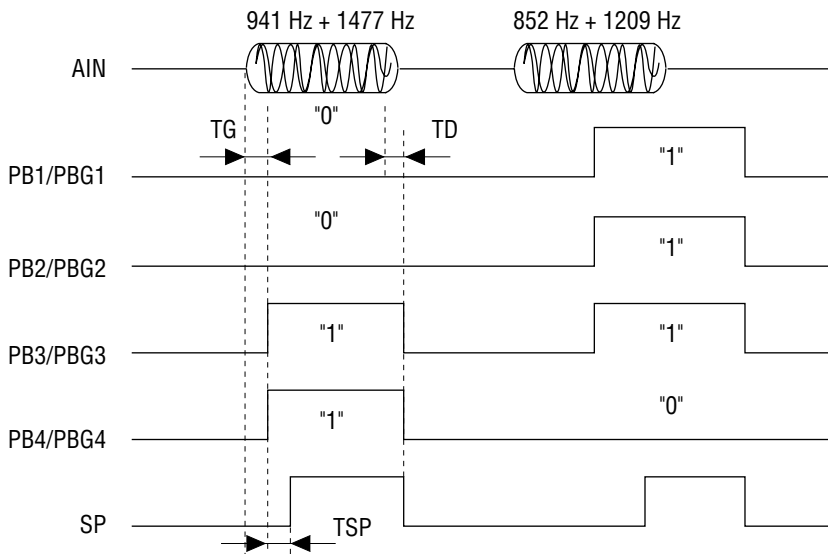 941 Hz + 1477 Hz
852 Hz + 1209 Hz
AIN
"0"
TG
TD
PB1/PBG1
"1"
"0"
PB2/PBG2
"1"
PB3/PBG3
"1"
"1"
PB4/PBG4
"1"
"0"
SP
TSP